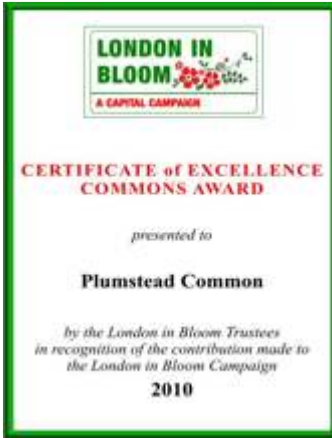 LONDON IN
BLOOM
A CAPITAL CAMPAIGN
CERTIFICATE of EXCELLENCE
COMMONS AWARD
presented to
Plumstead Common
by the London in Bloom Trustees
in recognition of the contribution made to
the London in Bloom Campaign
2010